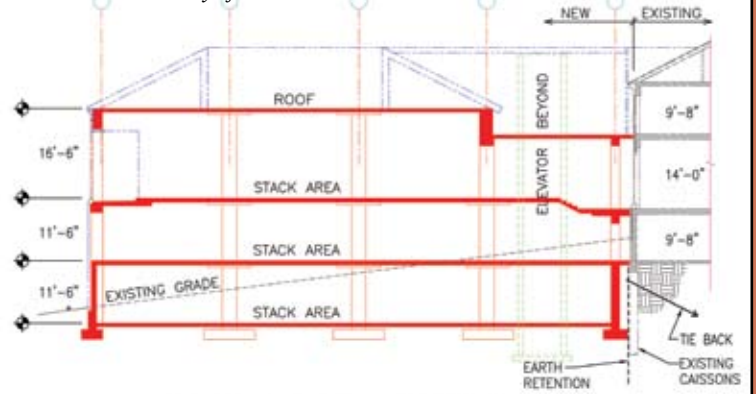 NEW
EXISTING
ROOF
BEYOND
ELEVATOR
9'-8"
16'-6"
14'-0"
STACK AREA
11'-6"
STACK AREA
9'-8"
EXISTING GRADE
11'-6"
STACK AREA
TIE BACK
EARTH
RETENTION
EXISTING
CAISSONS